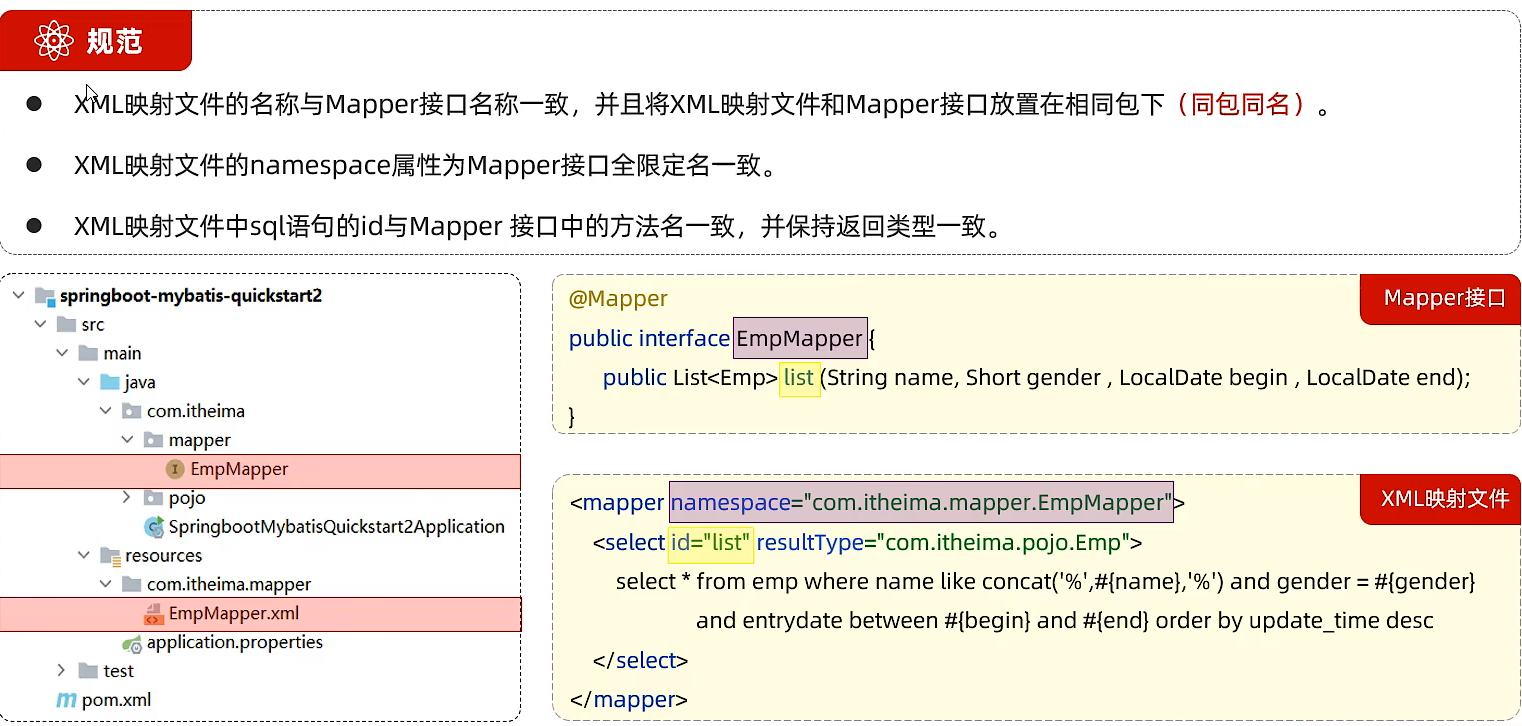 规范
XML映射文件的名称与Mapper接口名称一致，并且将XML映射文件和Mapper接口放置在相同包下（同包同名）。
XML映射文件的namespace属性为Mapper接口全限定名一致。
XML映射文件中sql语句的id与Mapper 接口中的方法名一致，并保持返回类型一致。
springboot-mybatis-quickstart2
src
main
java
com.itheima
mapper
EmpMapper
pojo
SpringbootMybatisQuickstart2Application
resources
com.itheima.mapper
EmpMapper.xml
application.properties
test
pom.xml
Mapper接口
@Mapper
public interface EmpMapper {
public List<Emp> list (String name, Short gender , LocalDate begin , LocalDate end);
}
XML映射文件
<mapper namespace="com.itheima.mapper.EmpMapper">
<select id="list" resultType="com.itheima.pojo.Emp">
select * from emp where name like concat('%',#{name},'%') and gender = #{gender}
and entrydate between #{begin} and #{end} order by update_time desc
</select>
</mapper>